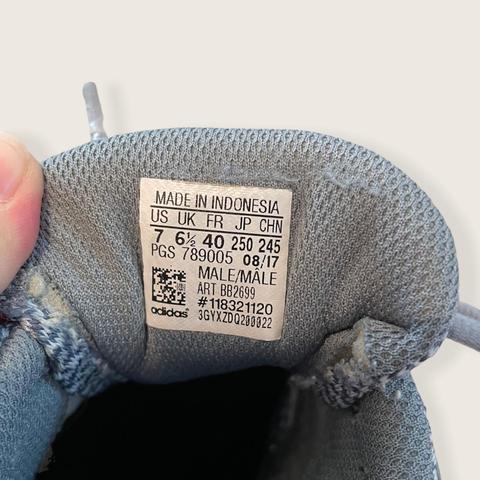 MADE IN INDONESIA
US UK FR JP CHN
7 6½ 40 250 245
PGS 789005 08/17
MALE/MÂLE
ART BB2699
#118321120
adidas® 3GYXZDQ200022